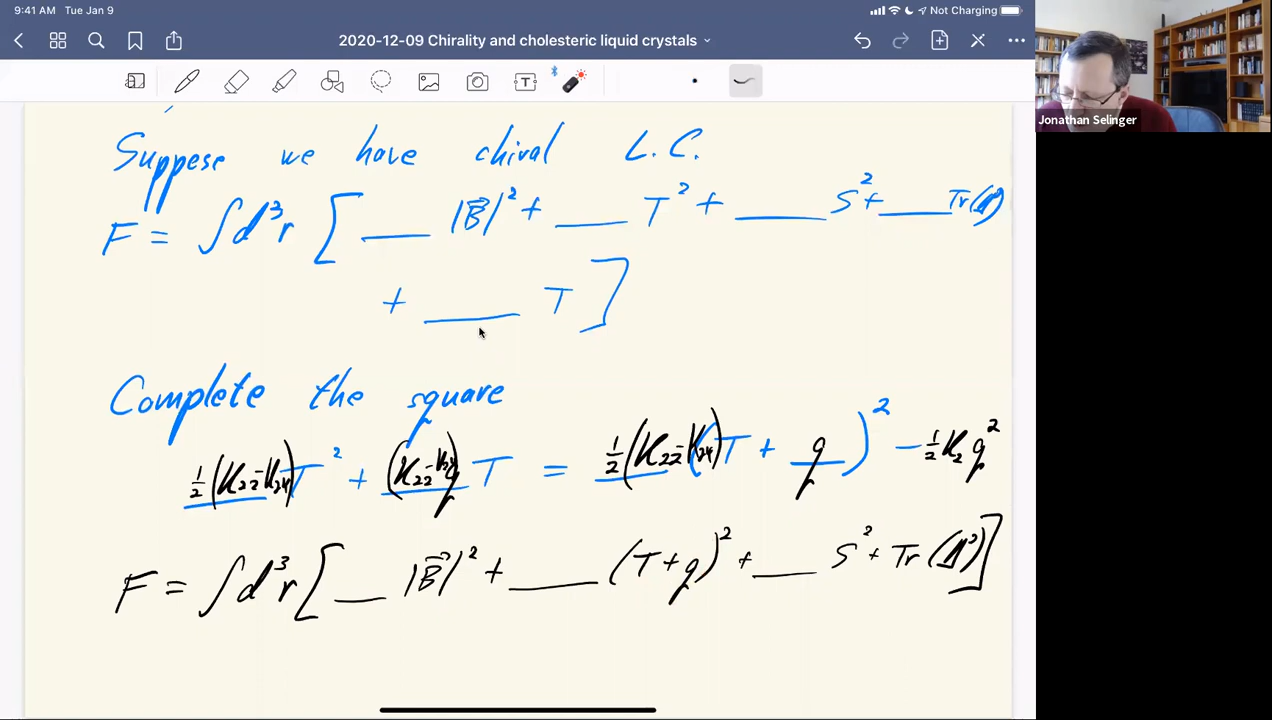 9:41 AM Tue Jan 9
Not Charging
2020-12-09 Chirality and cholesteric liquid crystals
Jonathan Selinger
Suppose we have chiral L.C.
F = ∫d³r [ ___ |B⃗|² + ___ T² + ___ S² + ___ Tr(Δ²)
+ ___ T ]
Complete the square
½(K₂₂-K₂₄)T² + (K₂₂-K₂₄)q T = ½(K₂₂-K₂₄)(T + q)² - ½K₂q²
F = ∫d³r [ ___ |B⃗|² + ___ (T+q)² + ___ S² + Tr(Δ²)]